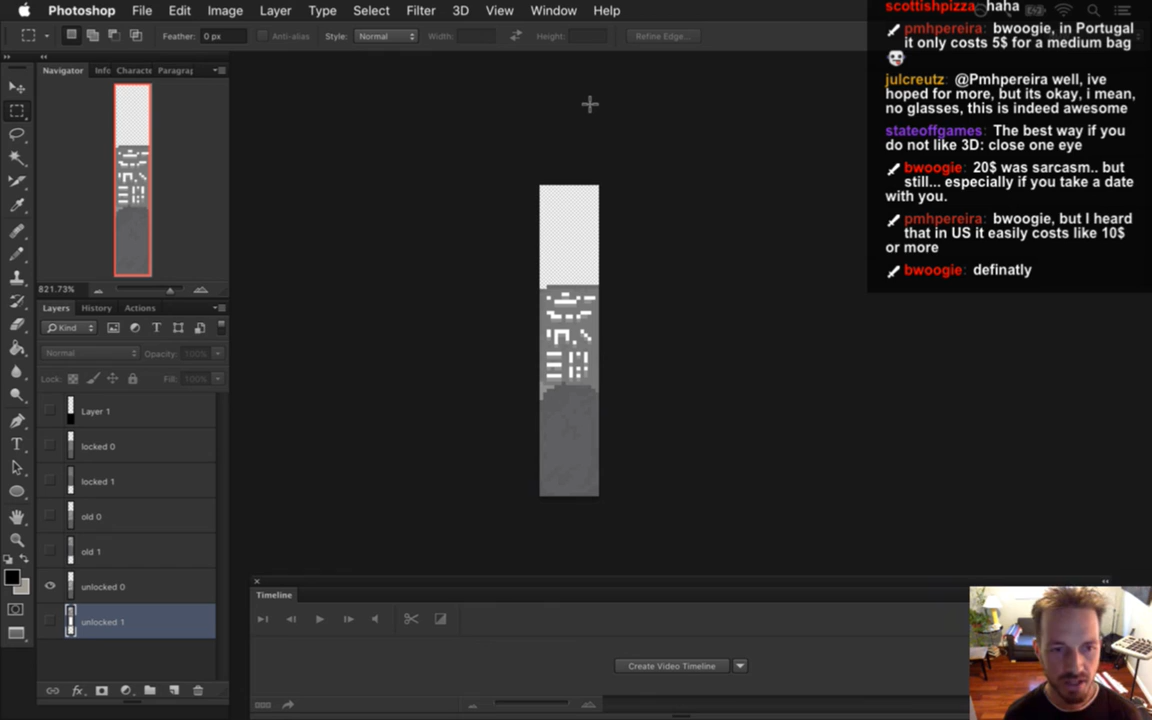 Photoshop File Edit Image Layer Type Select Filter 3D View Window Help
Feather: 0 px Anti-alias Style: Normal Width: Height: Refine Edge...
Navigator Info Characte Paragraç
821.73%
Layers History Actions
Kind
Normal Opacity: 100%
Lock: Fill: 100%
Layer 1
locked 0
locked 1
old 0
old 1
unlocked 0
unlocked 1
Timeline
Create Video Timeline
scottishpizza: haha
pmhpereira: bwoogie, in Portugal
it only costs 5$ for a medium bag
julcreutz: @Pmhpereira well, ive
hoped for more, but its okay, i mean,
no glasses, this is indeed awesome
stateoffgames: The best way if you
do not like 3D: close one eye
bwoogie: 20$ was sarcasm.. but
still... especially if you take a date
with you.
pmhpereira: bwoogie, but I heard
that in US it easily costs like 10$
or more
bwoogie: definatly